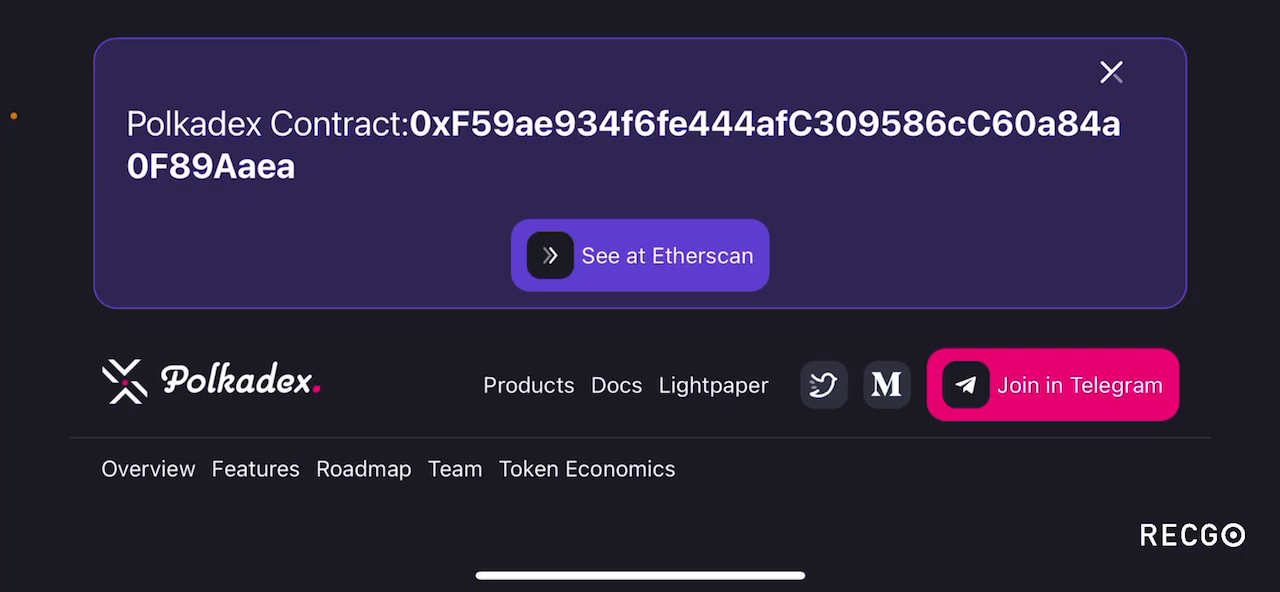 Polkadex Contract:0xF59ae934f6fe444afC309586cC60a84a
0F89Aaea
See at Etherscan
Polkadex.
Products Docs Lightpaper M Join in Telegram
Overview Features Roadmap Team Token Economics
RECGO